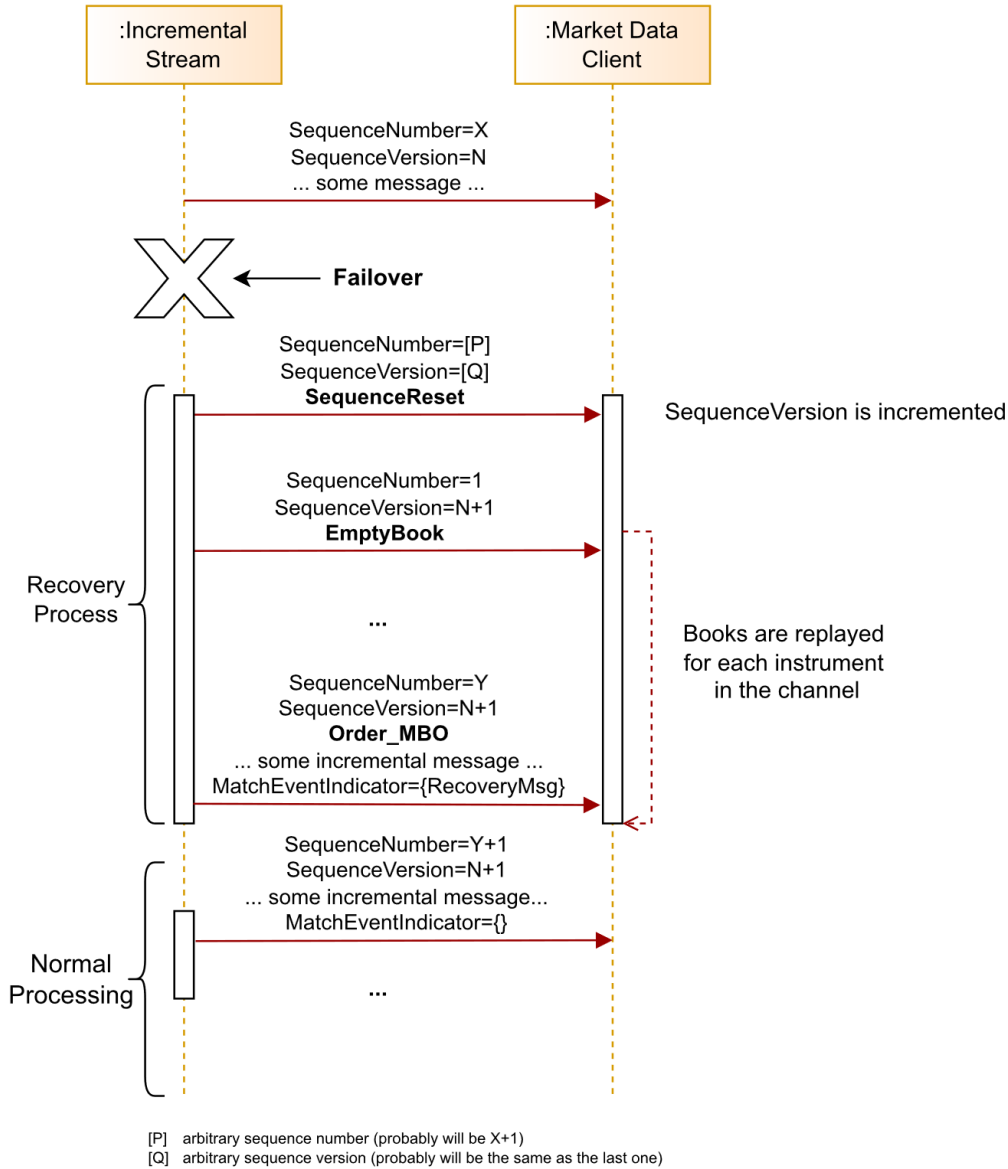 :Incremental
Stream
:Market Data
Client
SequenceNumber=X
SequenceVersion=N
... some message ...
Failover
SequenceNumber=[P]
SequenceVersion=[Q]
SequenceReset
SequenceVersion is incremented
SequenceNumber=1
SequenceVersion=N+1
EmptyBook
Recovery
Process
...
Books are replayed
for each instrument
in the channel
SequenceNumber=Y
SequenceVersion=N+1
Order_MBO
... some incremental message ...
MatchEventIndicator={RecoveryMsg}
SequenceNumber=Y+1
SequenceVersion=N+1
... some incremental message...
MatchEventIndicator={}
Normal
Processing
...
[P] arbitrary sequence number (probably will be X+1)
[Q] arbitrary sequence version (probably will be the same as the last one)